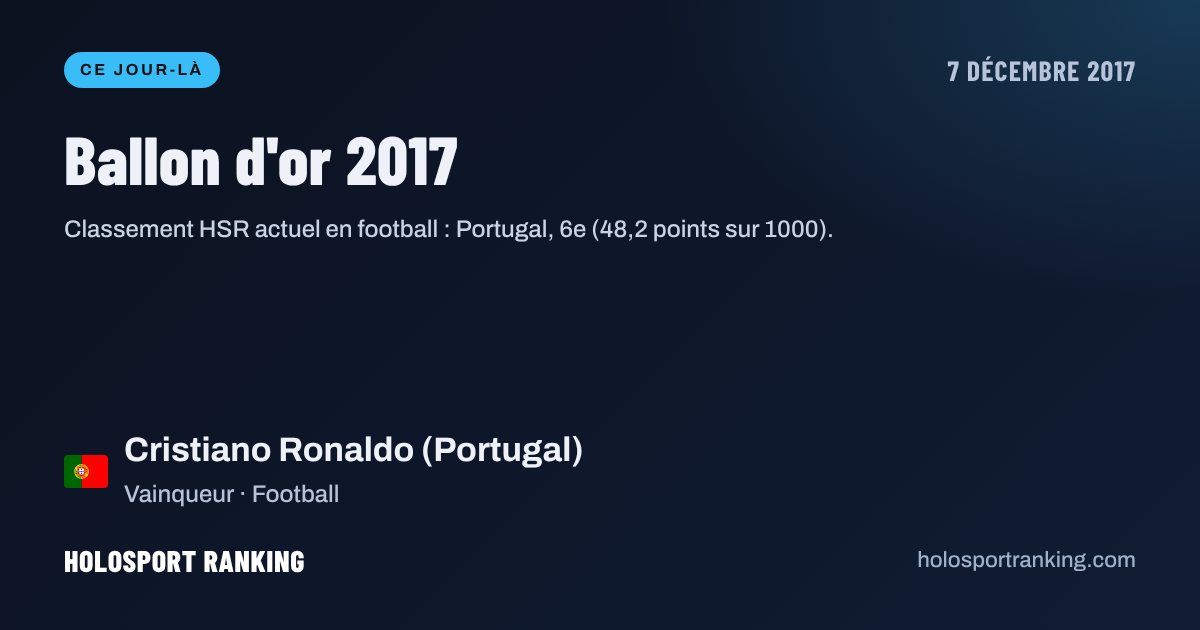 CE JOUR-LÀ
7 DÉCEMBRE 2017
Ballon d'or 2017
Classement HSR actuel en football : Portugal, 6e (48,2 points sur 1000).
Cristiano Ronaldo (Portugal)
Vainqueur · Football
HOLOSPORT RANKING
holosportranking.com